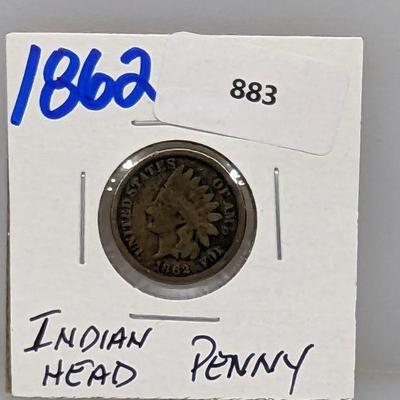 1862
883
UNITED STATES OF AMERICA
1862
INDIAN PENNY
HEAD